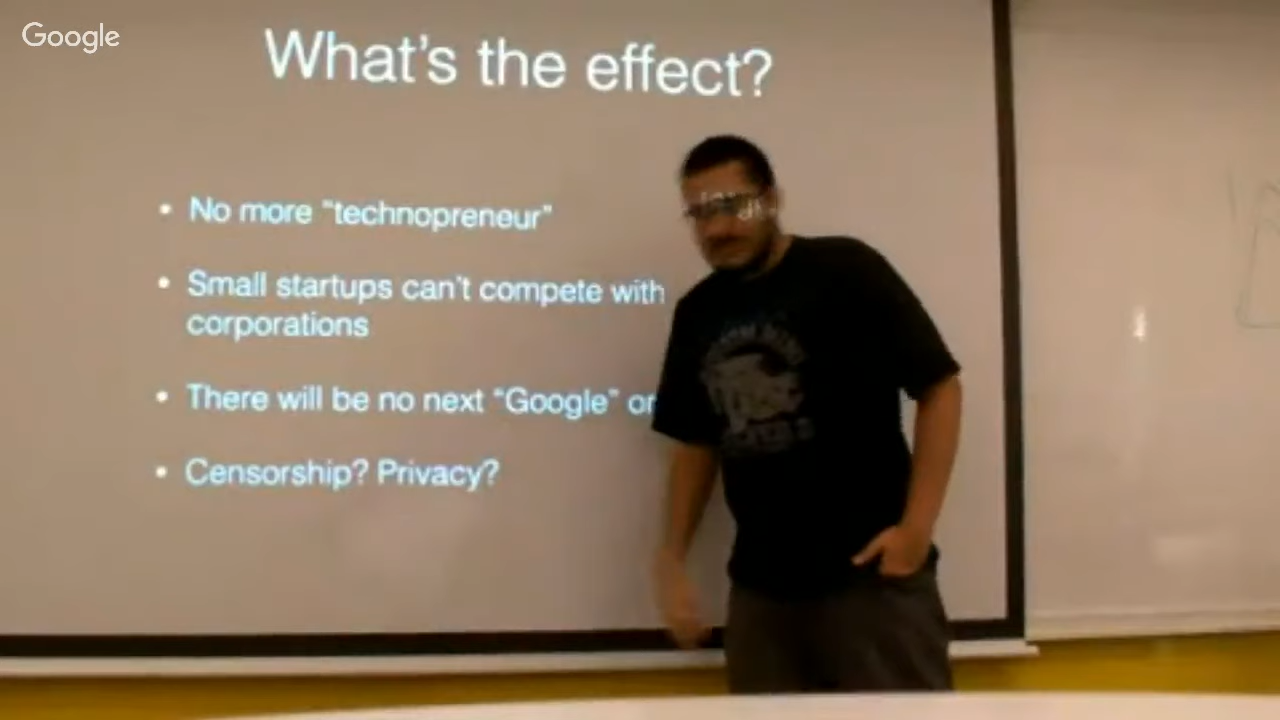 Google
What's the effect?
• No more "technopreneur"
• Small startups can't compete with
corporations
• There will be no next "Google" or
• Censorship? Privacy?